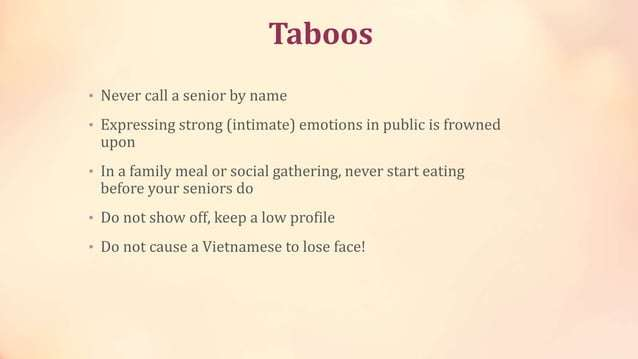 Taboos
• Never call a senior by name
• Expressing strong (intimate) emotions in public is frowned
upon
• In a family meal or social gathering, never start eating
before your seniors do
• Do not show off, keep a low profile
• Do not cause a Vietnamese to lose face!